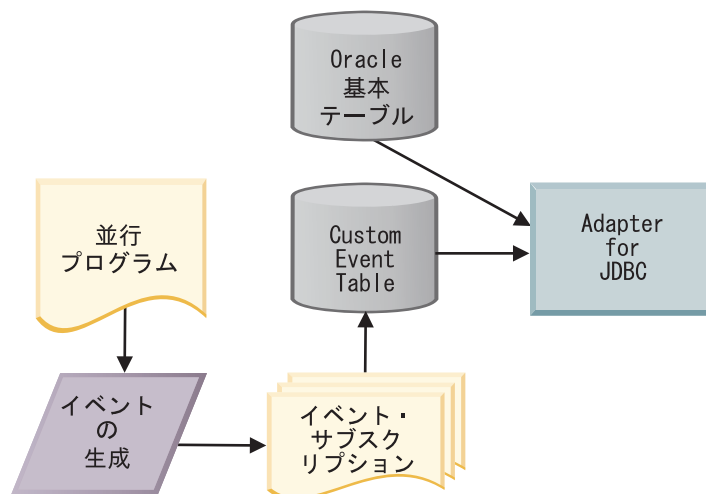 Oracle
基本
テーブル
並行
プログラム
Custom
Event
Table
Adapter
for
JDBC
イベント
の
生成
イベント・
サブスク
リプション